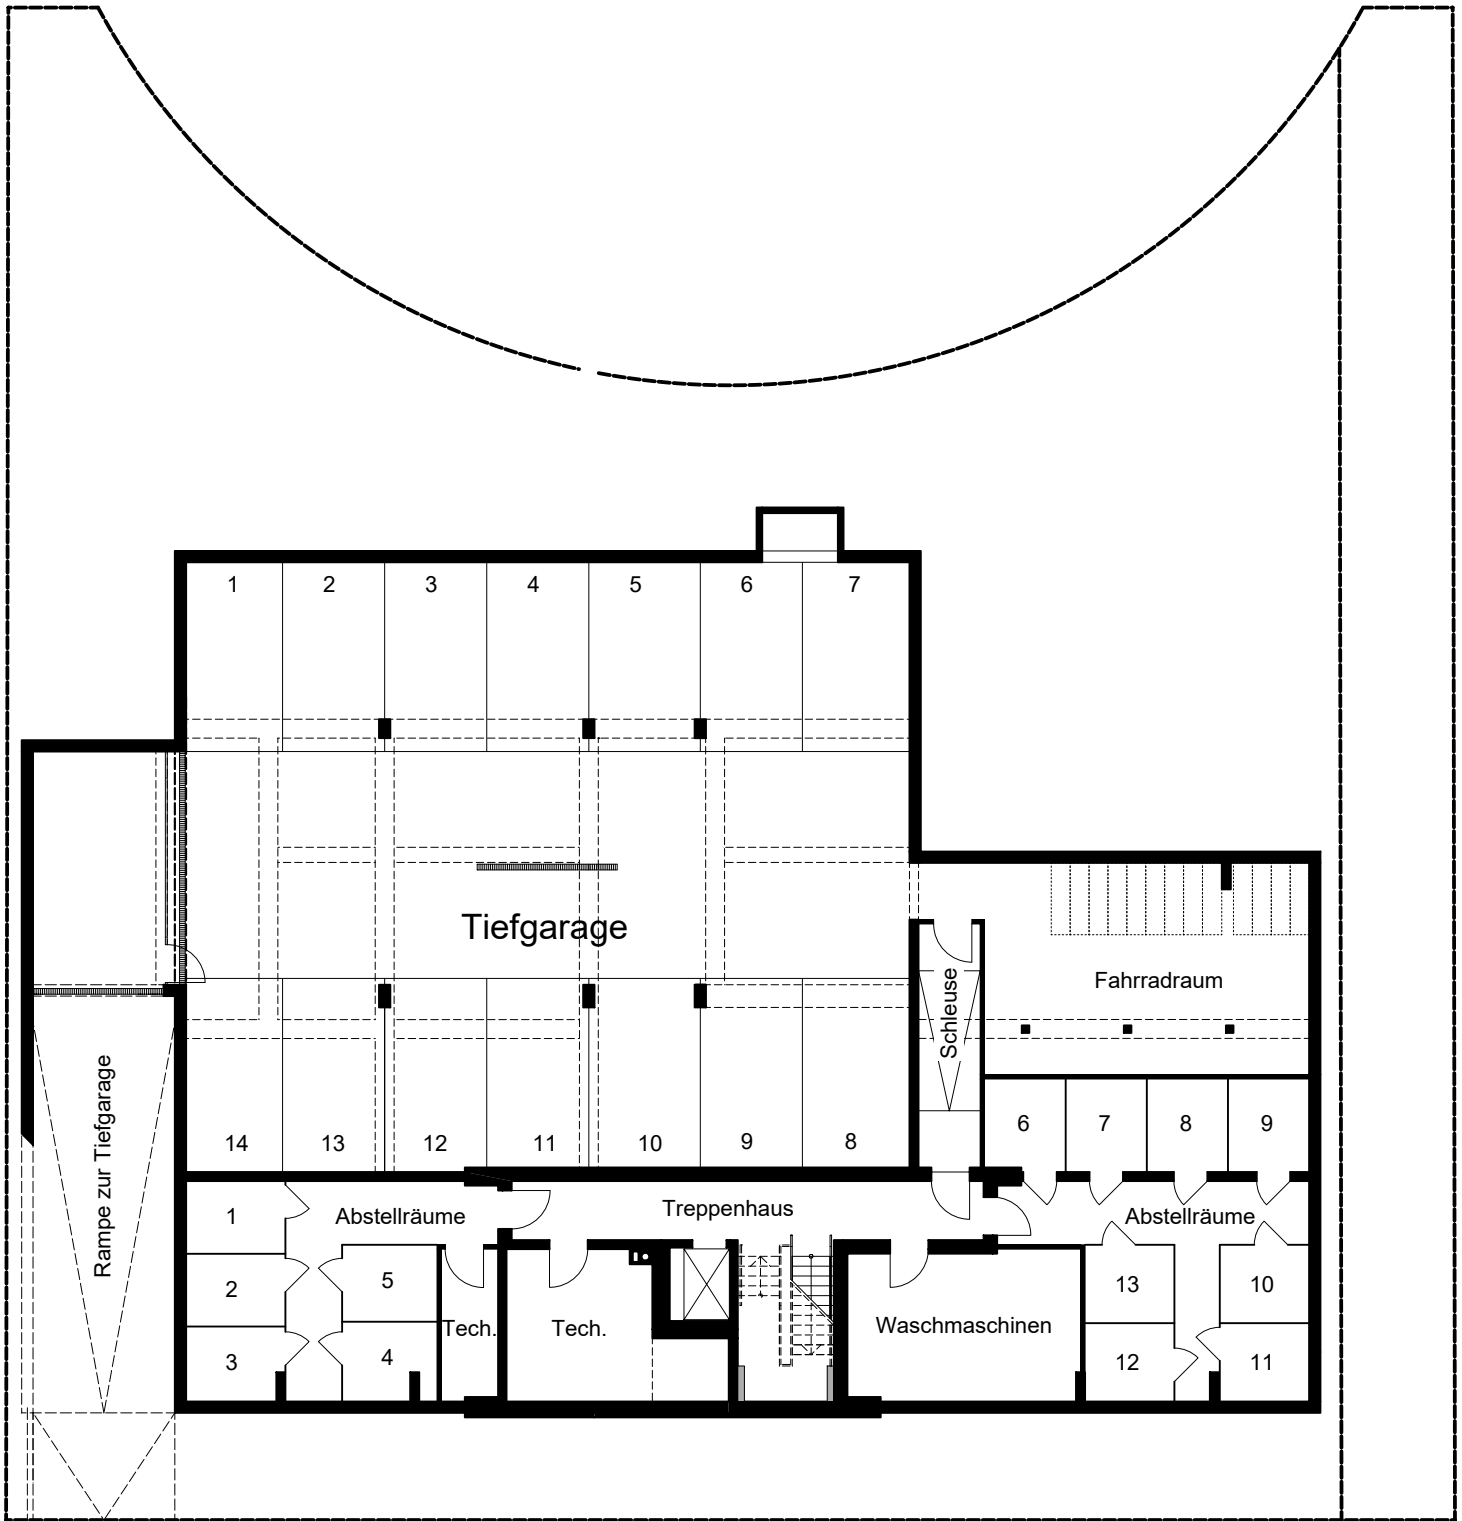 1 2 3 4 5 6 7
Tiefgarage
14 13 12 11 10 9 8
Schleuse
Fahrradraum
6 7 8 9
Rampe zur Tiefgarage
1
Abstellräume
Treppenhaus
Abstellräume
2
5
3
4
Tech.
Tech.
Waschmaschinen
13
10
12
11